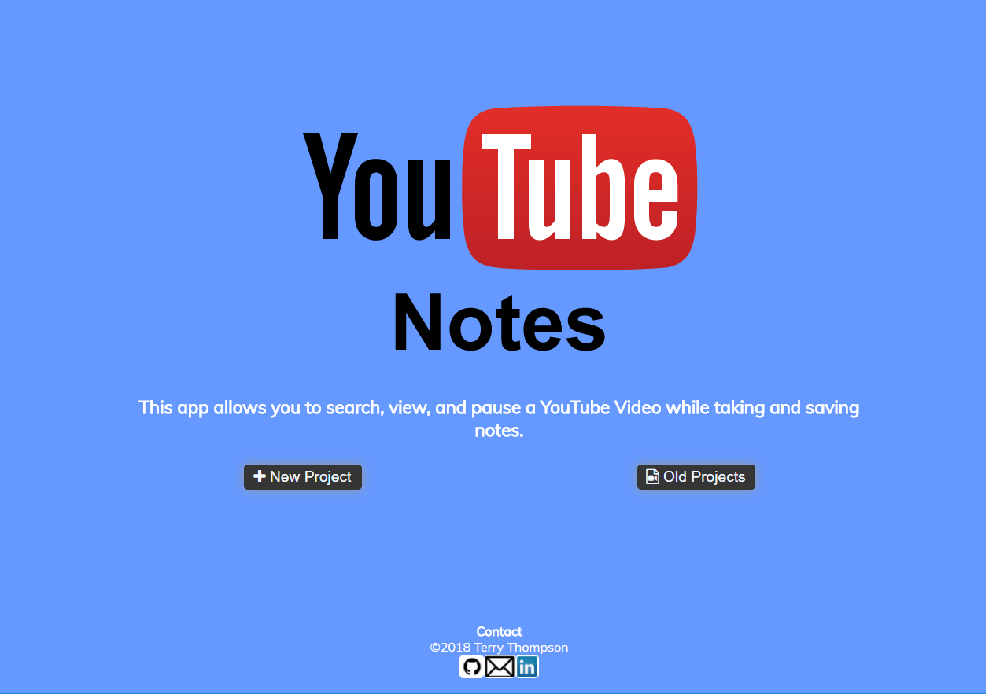 YouTube
Notes
This app allows you to search, view, and pause a YouTube Video while taking and saving
notes.
New Project
Old Projects
Contact
©2018 Terry Thompson
in